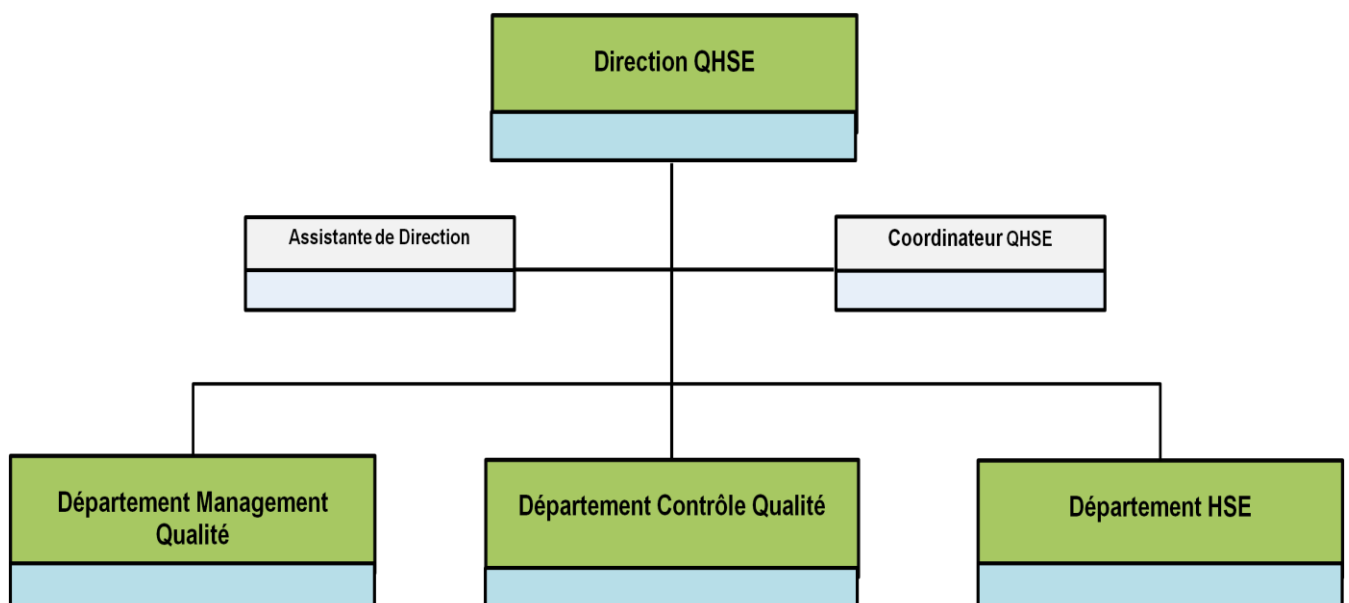 Direction QHSE
Assistante de Direction
Coordinateur QHSE
Département Management
Qualité
Département Contrôle Qualité
Département HSE